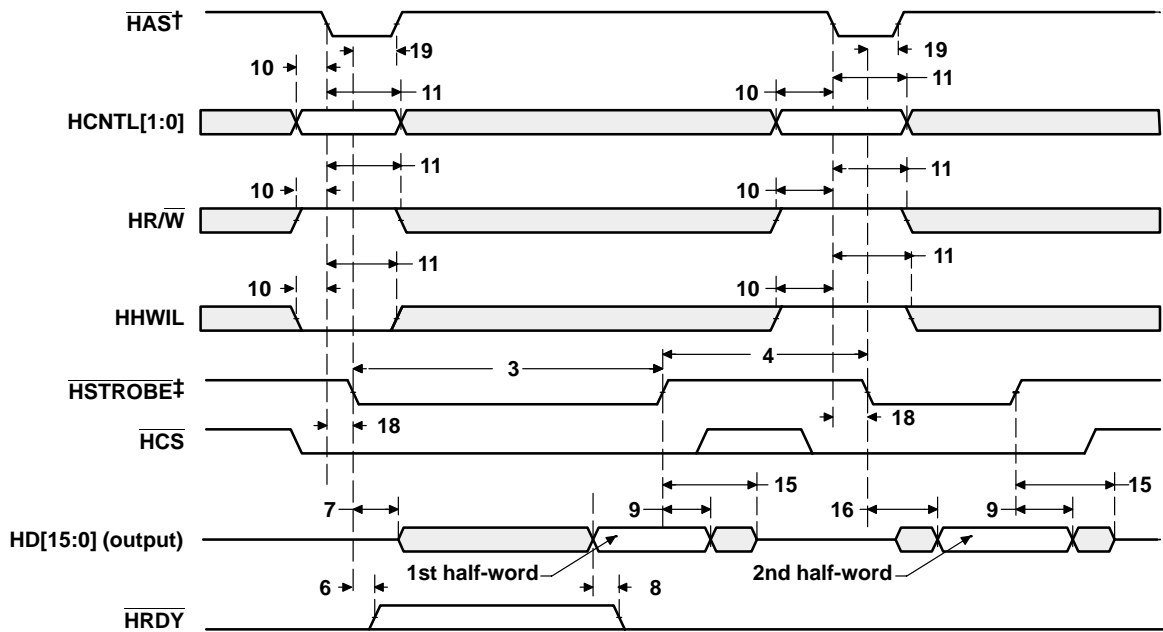 HAS†
19
19
10
11
10
11
HCNTL[1:0]
11
11
10
10
HR/W
11
11
10
10
HHWIL
3
4
HSTROBE‡
18
18
HCS
15
15
7
9
16
9
HD[15:0] (output)
1st half-word
2nd half-word
6
8
HRDY